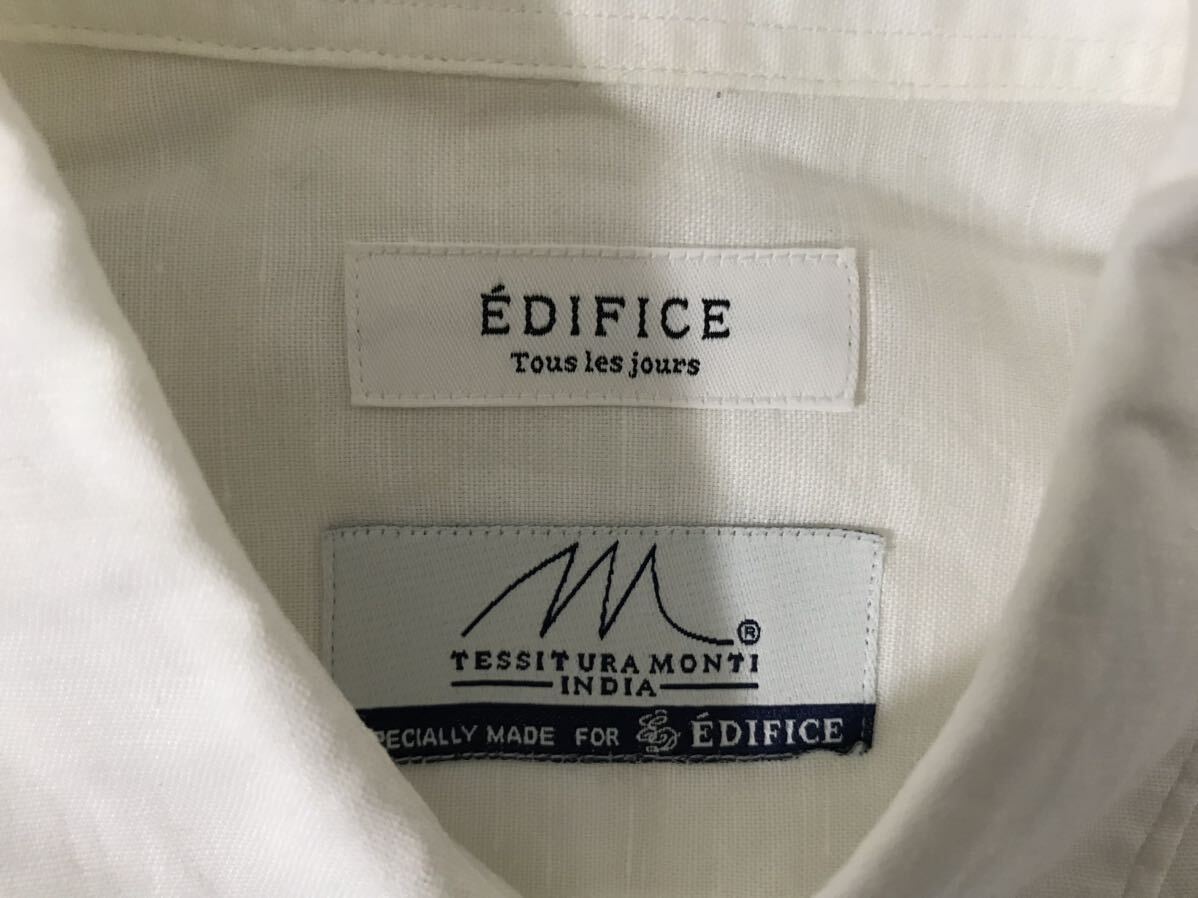 ÉDIFICE
Tous les jours
®
TESSITURA MONTI
INDIA
PECIALLY MADE FOR ÉDIFICE